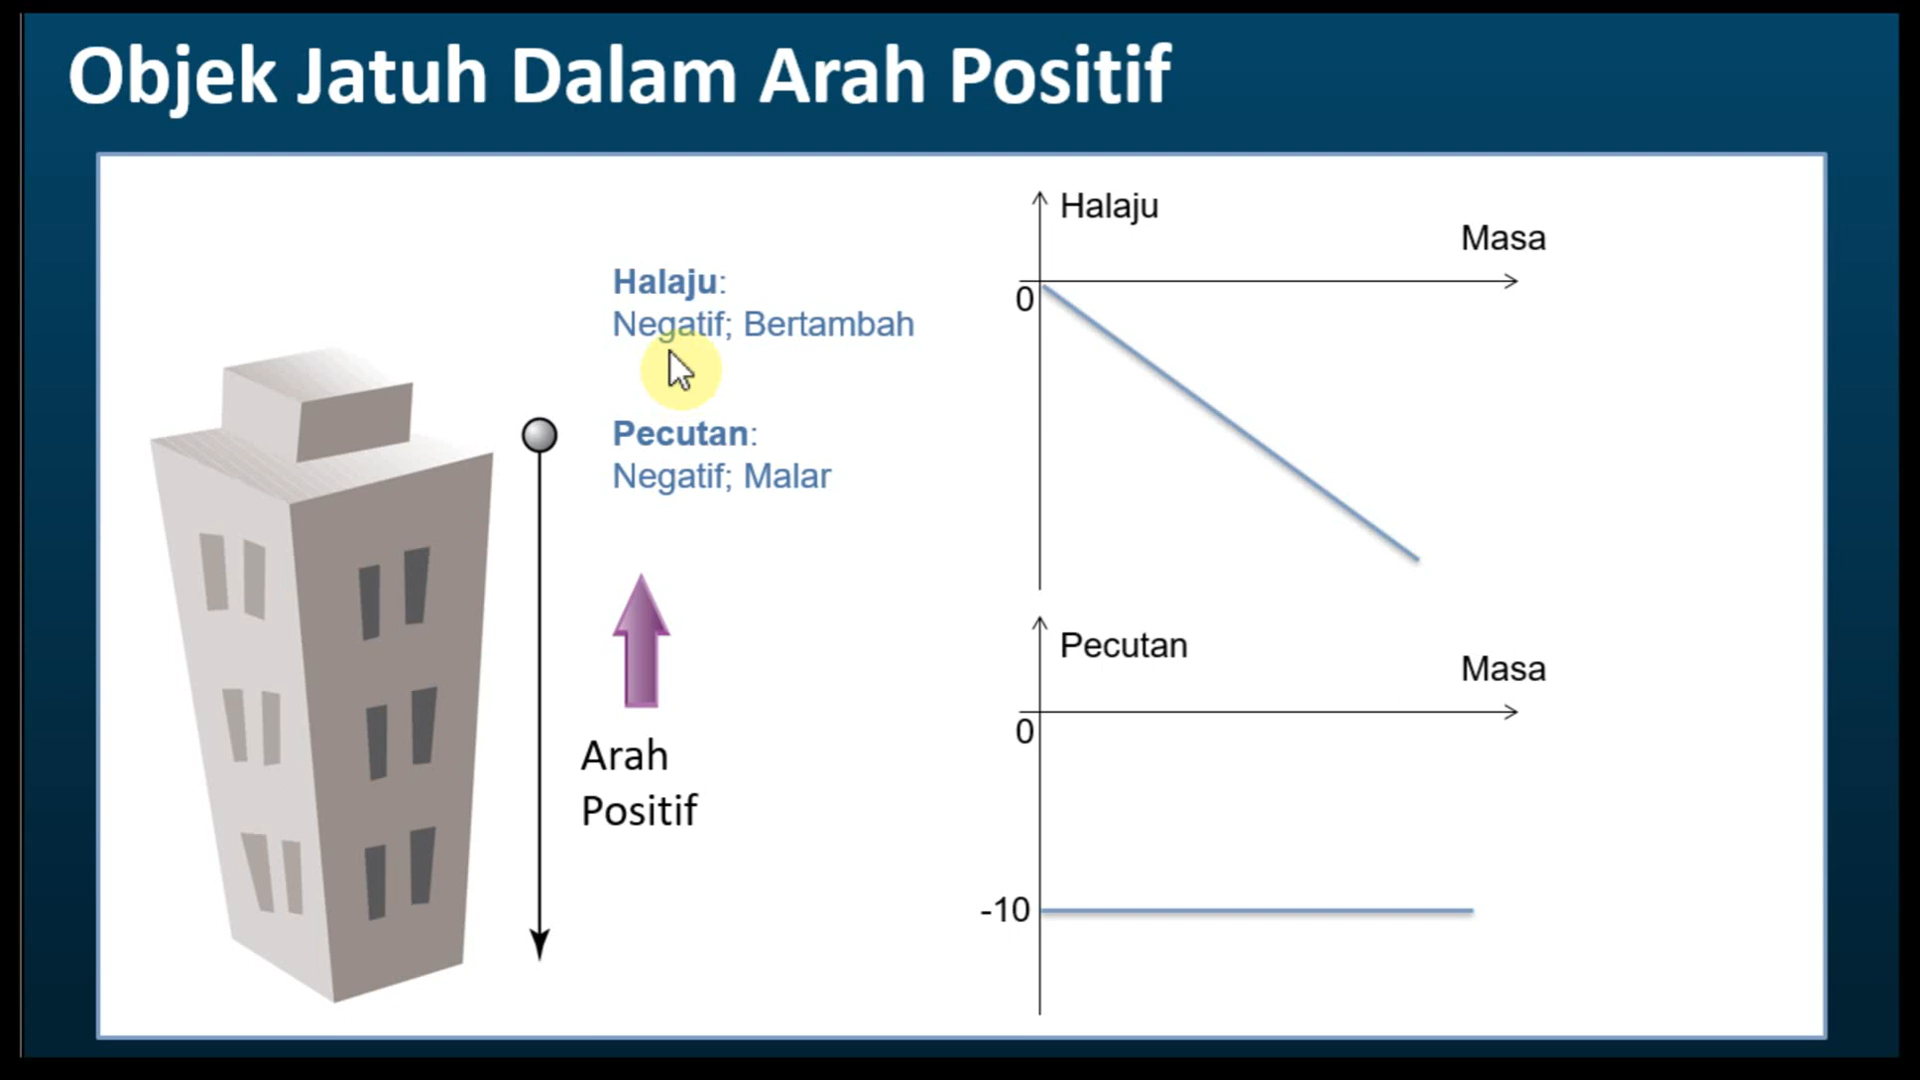 Objek Jatuh Dalam Arah Positif
Halaju:
Negatif; Bertambah
Pecutan:
Negatif; Malar
Arah
Positif
Halaju
Masa
0
Pecutan
Masa
0
-10